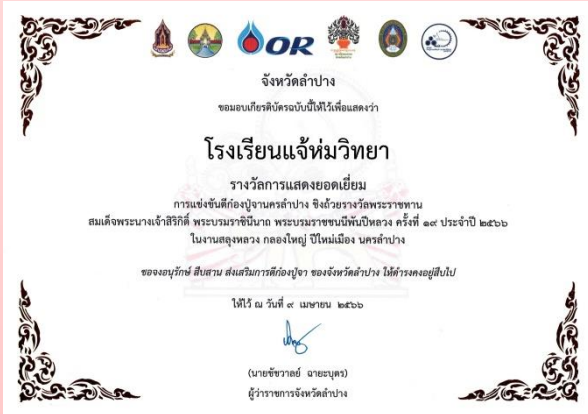 OR
จังหวัดลำปาง
ขอมอบเกียรติบัตรฉบับนี้ให้ไว้เพื่อแสดงว่า
โรงเรียนแจ้ห่มวิทยา
รางวัลการแสดงยอดเยี่ยม
การแข่งขันตีก๋องปู่จานครลำปาง ชิงถ้วยรางวัลพระราชทาน
สมเด็จพระนางเจ้าสิริกิติ์ พระบรมราชินีนาถ พระบรมราชชนนีพันปีหลวง ครั้งที่ ๑๙ ประจำปี ๒๕๖๖
ในงานสลุงหลวง กลองใหญ่ ปีใหม่เมือง นครลำปาง
ขอจงอนุรักษ์ สืบสาน ส่งเสริมการตีก๋องปู่จา ของจังหวัดลำปาง ให้ดำรงคงอยู่สืบไป
ให้ไว้ ณ วันที่ ๙ เมษายน ๒๕๖๖
(นายชัชวาลย์ ฉายะบุตร)
ผู้ว่าราชการจังหวัดลำปาง